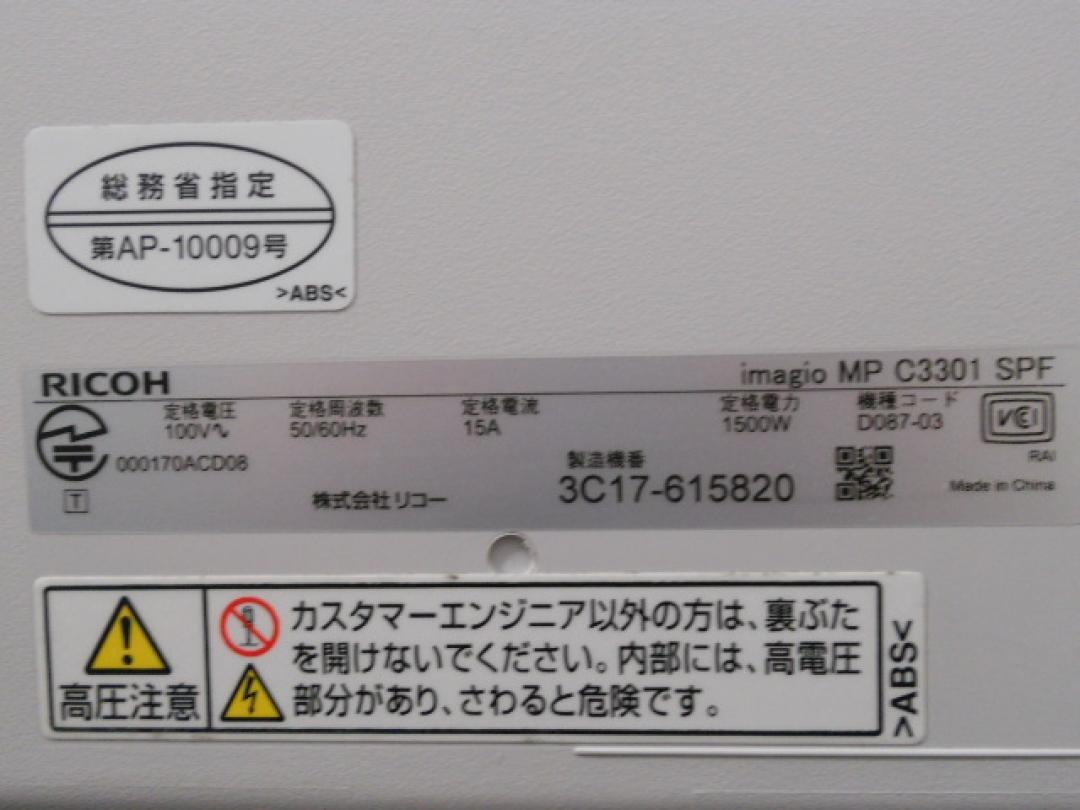 総務省指定
第AP-10009号
>ABS<
RICOH
imagio MP C3301 SPF
定格電圧 定格周波数 定格電流 定格電力 機種コード
100V∿ 50/60Hz 15A 1500W D087-03
VCI
000170ACD08
RAI
製造機番
T
株式会社リコー
3C17-615820
Made in China
高圧注意
カスタマーエンジニア以外の方は、裏ぶた
を開けないでください。内部には、高電圧
部分があり、さわると危険です。
>ABS<